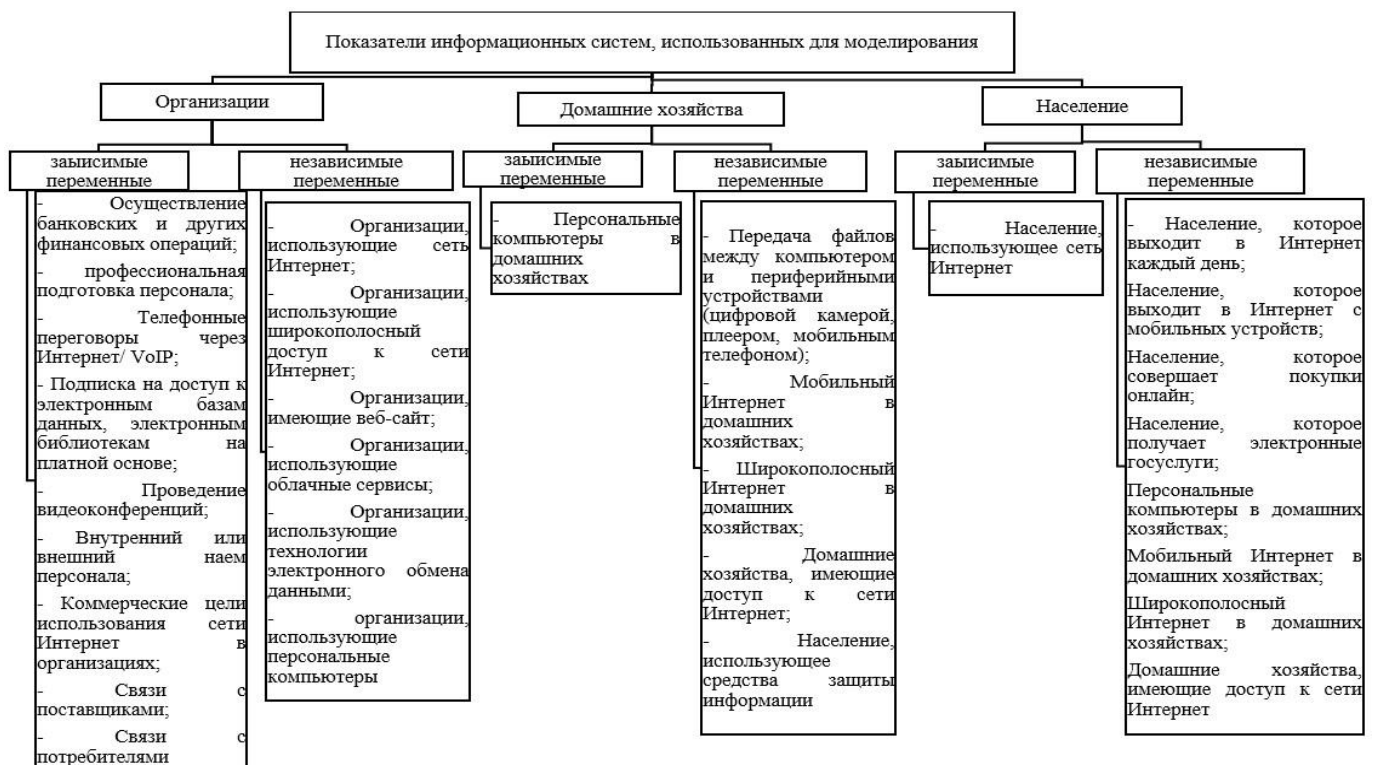 Показатели информационных систем, использованных для моделирования
Организации
Домашние хозяйства
Население
заыисимые
переменные
независимые
переменные
заыисимые
переменные
независимые
переменные
заыисимые
переменные
независимые
переменные
- Осуществление
банковских и других
финансовых операций;
- профессиональная
подготовка персонала;
- Телефонные
переговоры через
Интернет/ VoIP;
- Подписка на доступ к
электронным базам
данных, электронным
библиотекам на
платной основе;
- Проведение
видеоконференций;
- Внутренний или
внешний наем
персонала;
- Коммерческие цели
использования сети
Интернет в
организациях;
- Связи с
поставщиками;
- Связи с
потребителями
- Организации,
использующие сеть
Интернет;
- Организации,
использующие
широкополосный
доступ к сети
Интернет;
- Организации,
имеющие веб-сайт;
- Организации,
использующие
облачные сервисы;
- Организации,
использующие
технологии
электронного обмена
данными;
- организации,
использующие
персональные
компьютеры
- Персональные
компьютеры в
домашних
хозяйствах
- Передача файлов
между компьютером
и периферийными
устройствами
(цифровой камерой,
плеером, мобильным
телефоном);
- Мобильный
Интернет в
домашних
хозяйствах;
- Широкополосный
Интернет в
домашних
хозяйствах;
- Домашние
хозяйства, имеющие
доступ к сети
Интернет;
- Население,
использующее
средства защиты
информации
- Население,
использующее сеть
Интернет
- Население, которое
выходит в Интернет
каждый день;
Население, которое
выходит в Интернет с
мобильных устройств;
Население, которое
совершает покупки
онлайн;
Население, которое
получает электронные
госуслуги;
Персональные
компьютеры в домашних
хозяйствах;
Мобильный Интернет в
домашних хозяйствах;
Широкополосный
Интернет в домашних
хозяйствах;
Домашние хозяйства,
имеющие доступ к сети
Интернет